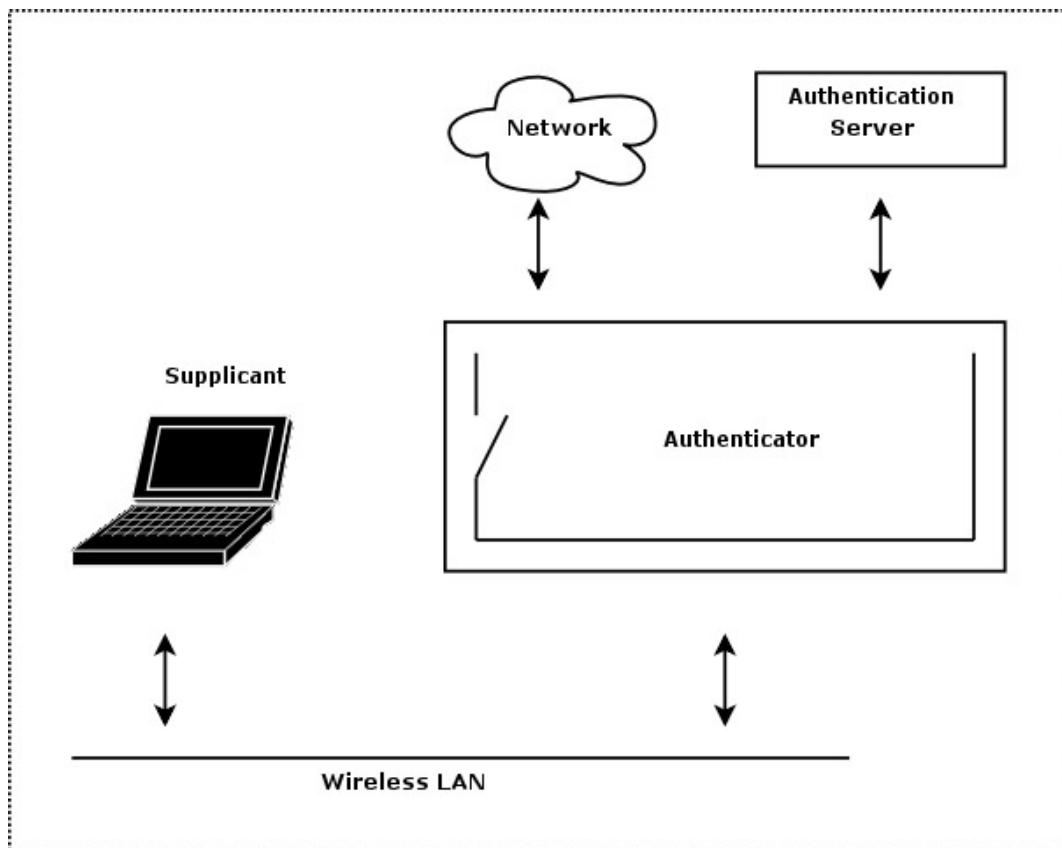 Network
Authentication
Server
Supplicant
Authenticator
Wireless LAN